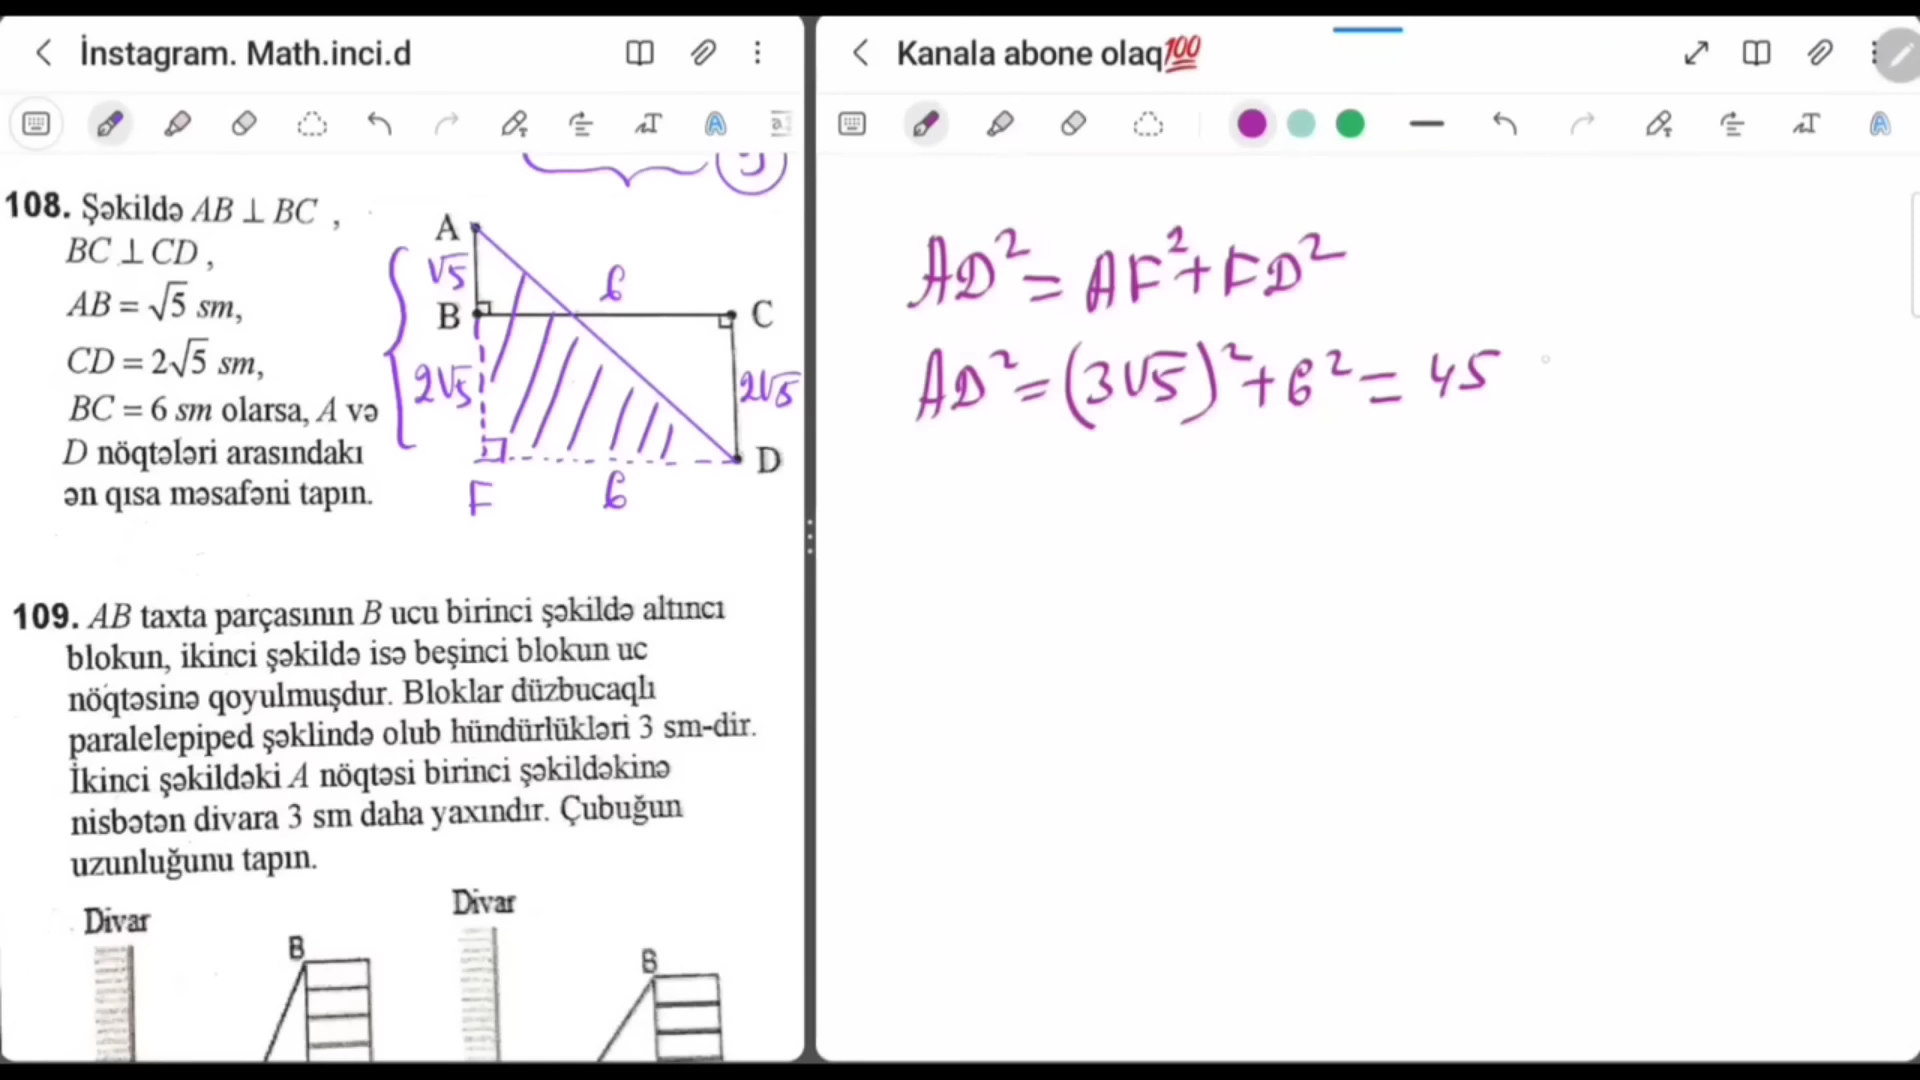 İnstagram. Math.inci.d
108. Şəkildə AB ⊥ BC ,
BC ⊥ CD ,
AB = √5 sm,
CD = 2√5 sm,
BC = 6 sm olarsa, A və
D nöqtələri arasındakı
ən qısa məsafəni tapın.
A
√5
6
B
C
2√5
2√5
D
F
6
109. AB taxta parçasının B ucu birinci şəkildə altıncı
blokun, ikinci şəkildə isə beşinci blokun uc
nöqtəsinə qoyulmuşdur. Bloklar düzbucaqlı
paralelepiped şəklində olub hündürlükləri 3 sm-dir.
İkinci şəkildəki A nöqtəsi birinci şəkildəkinə
nisbətən divara 3 sm daha yaxındır. Çubuğun
uzunluğunu tapın.
Divar
B
Divar
B
Kanala abone olaq💯
AD² = AF² + FD²
AD² = (3√5)² + 6² = 45